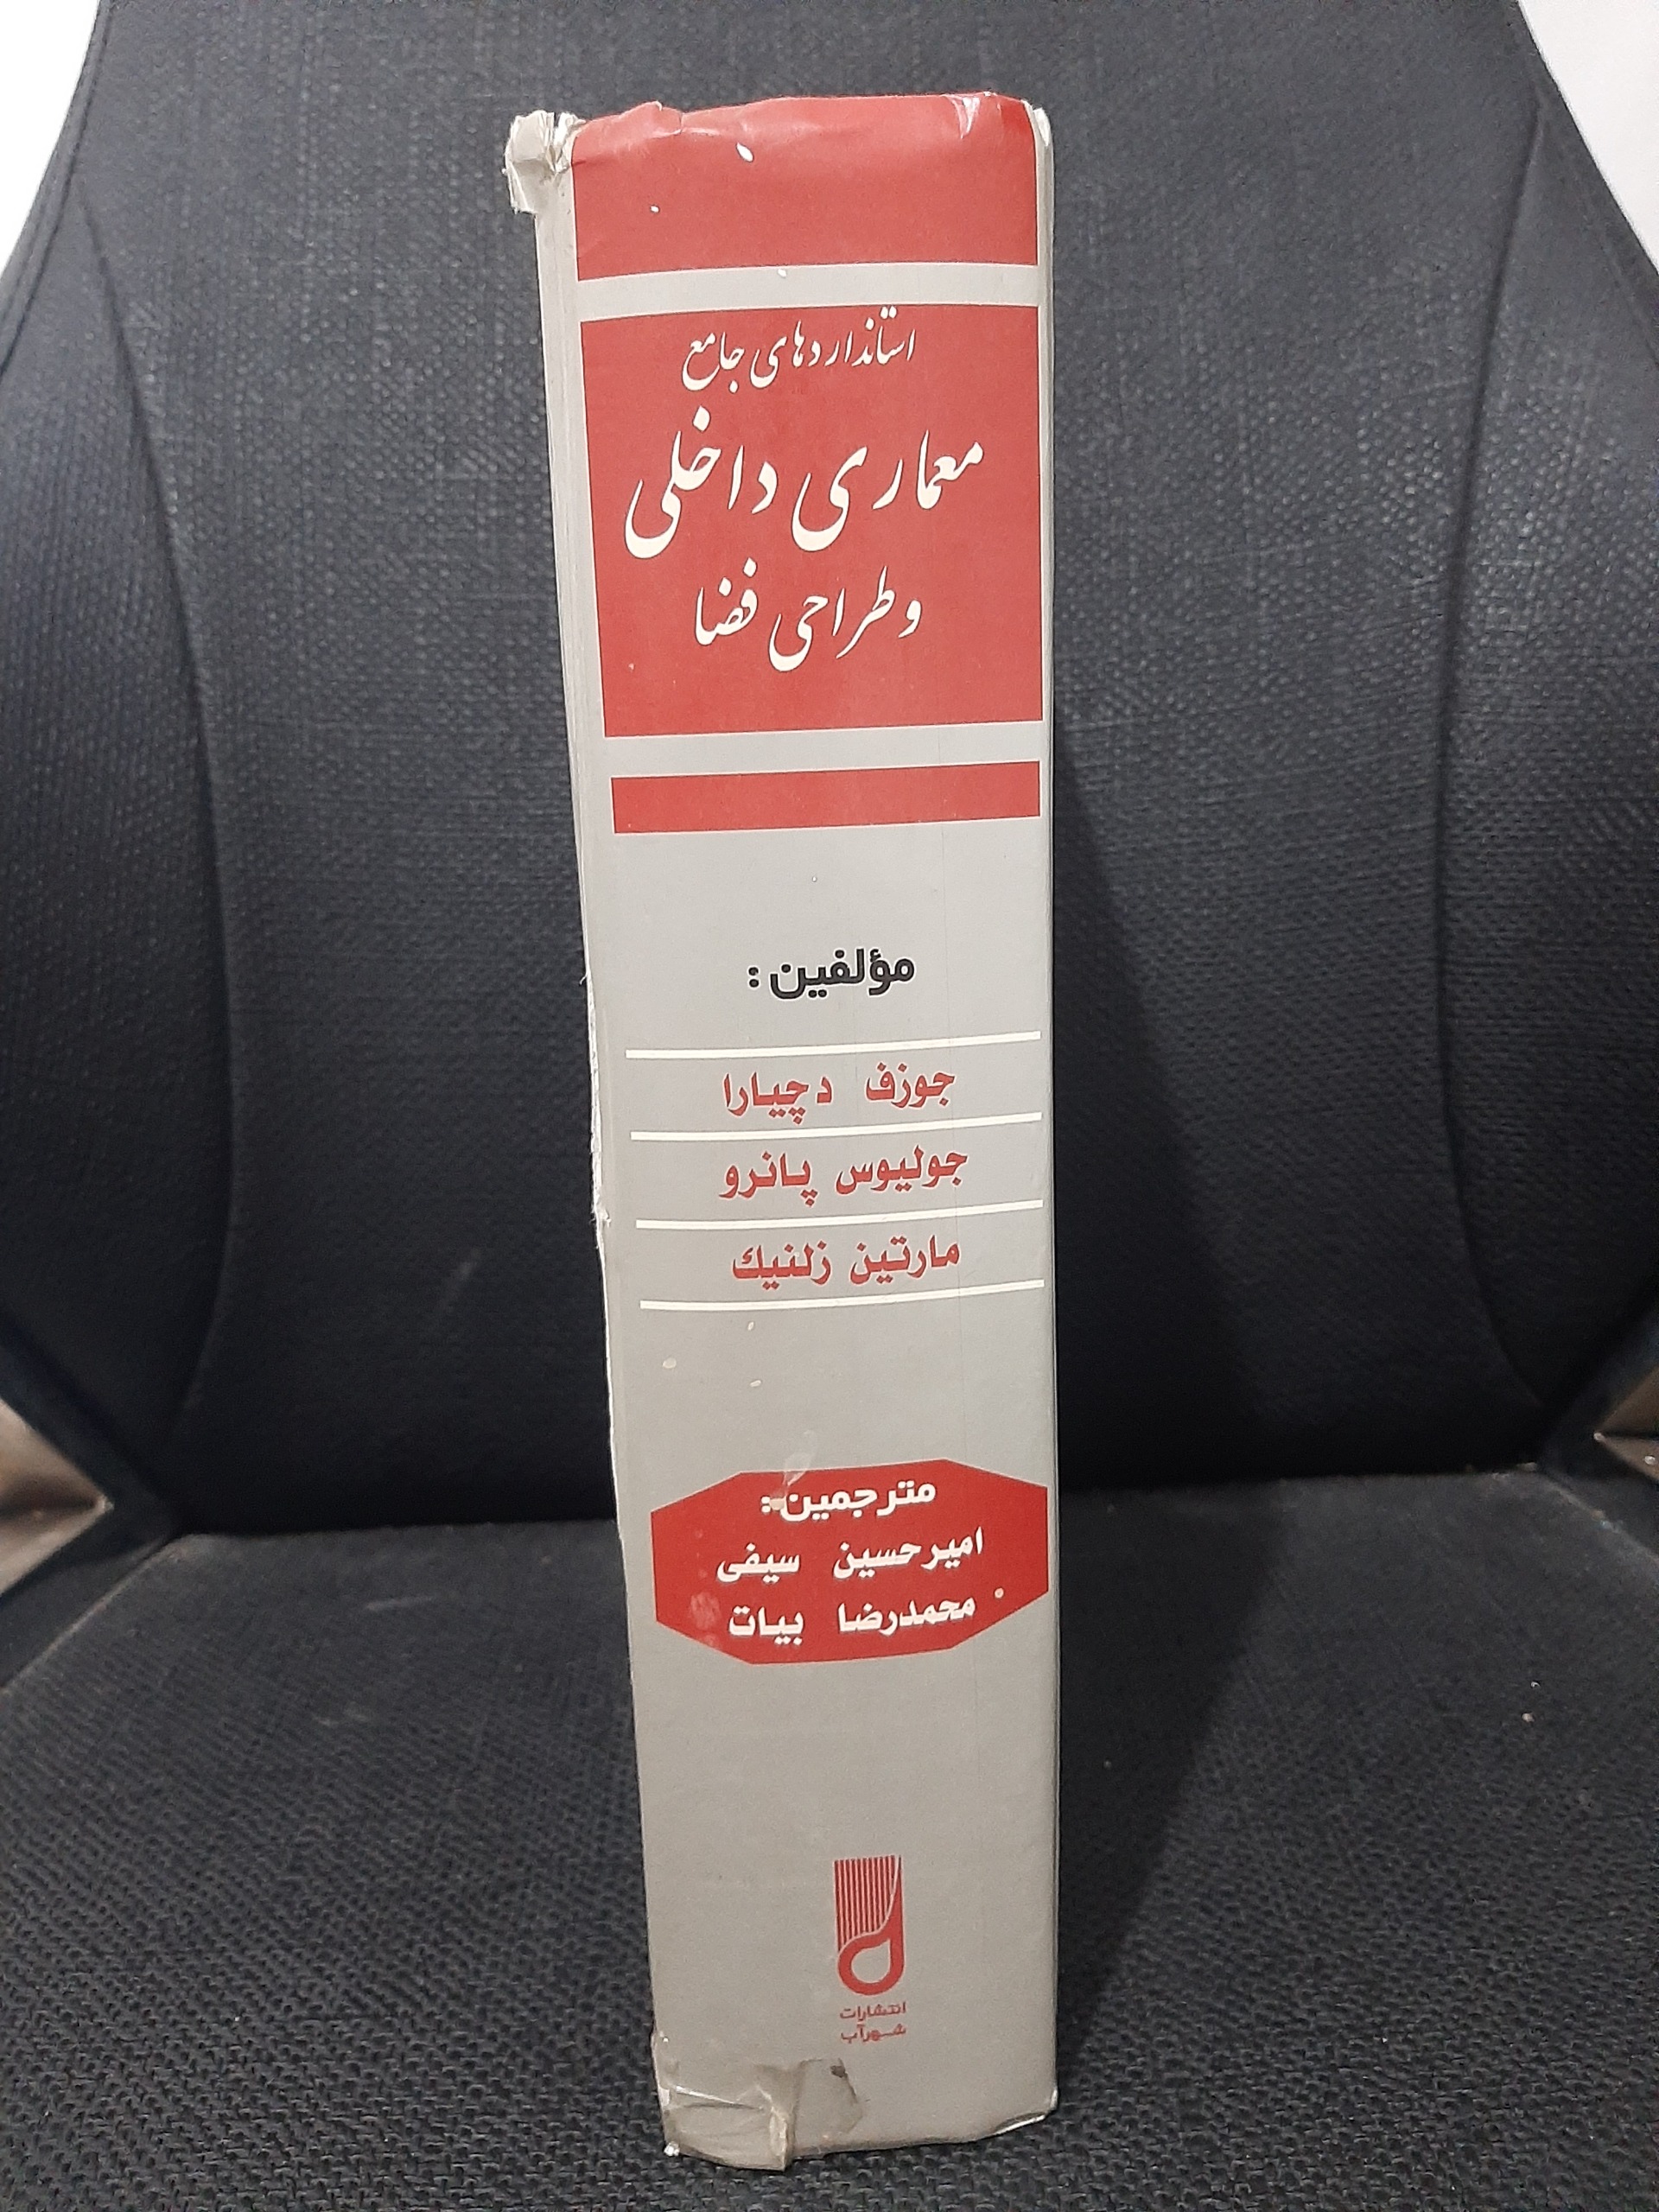 استانداردهای جامع
معماری داخلی
و طراحی فضا
مؤلفین :
جوزف دچیارا
جولیوس پانرو
مارتین زلنیك
مترجمین :
امیرحسین سیفی
محمدرضا بیات
انتشارات
شهرآب